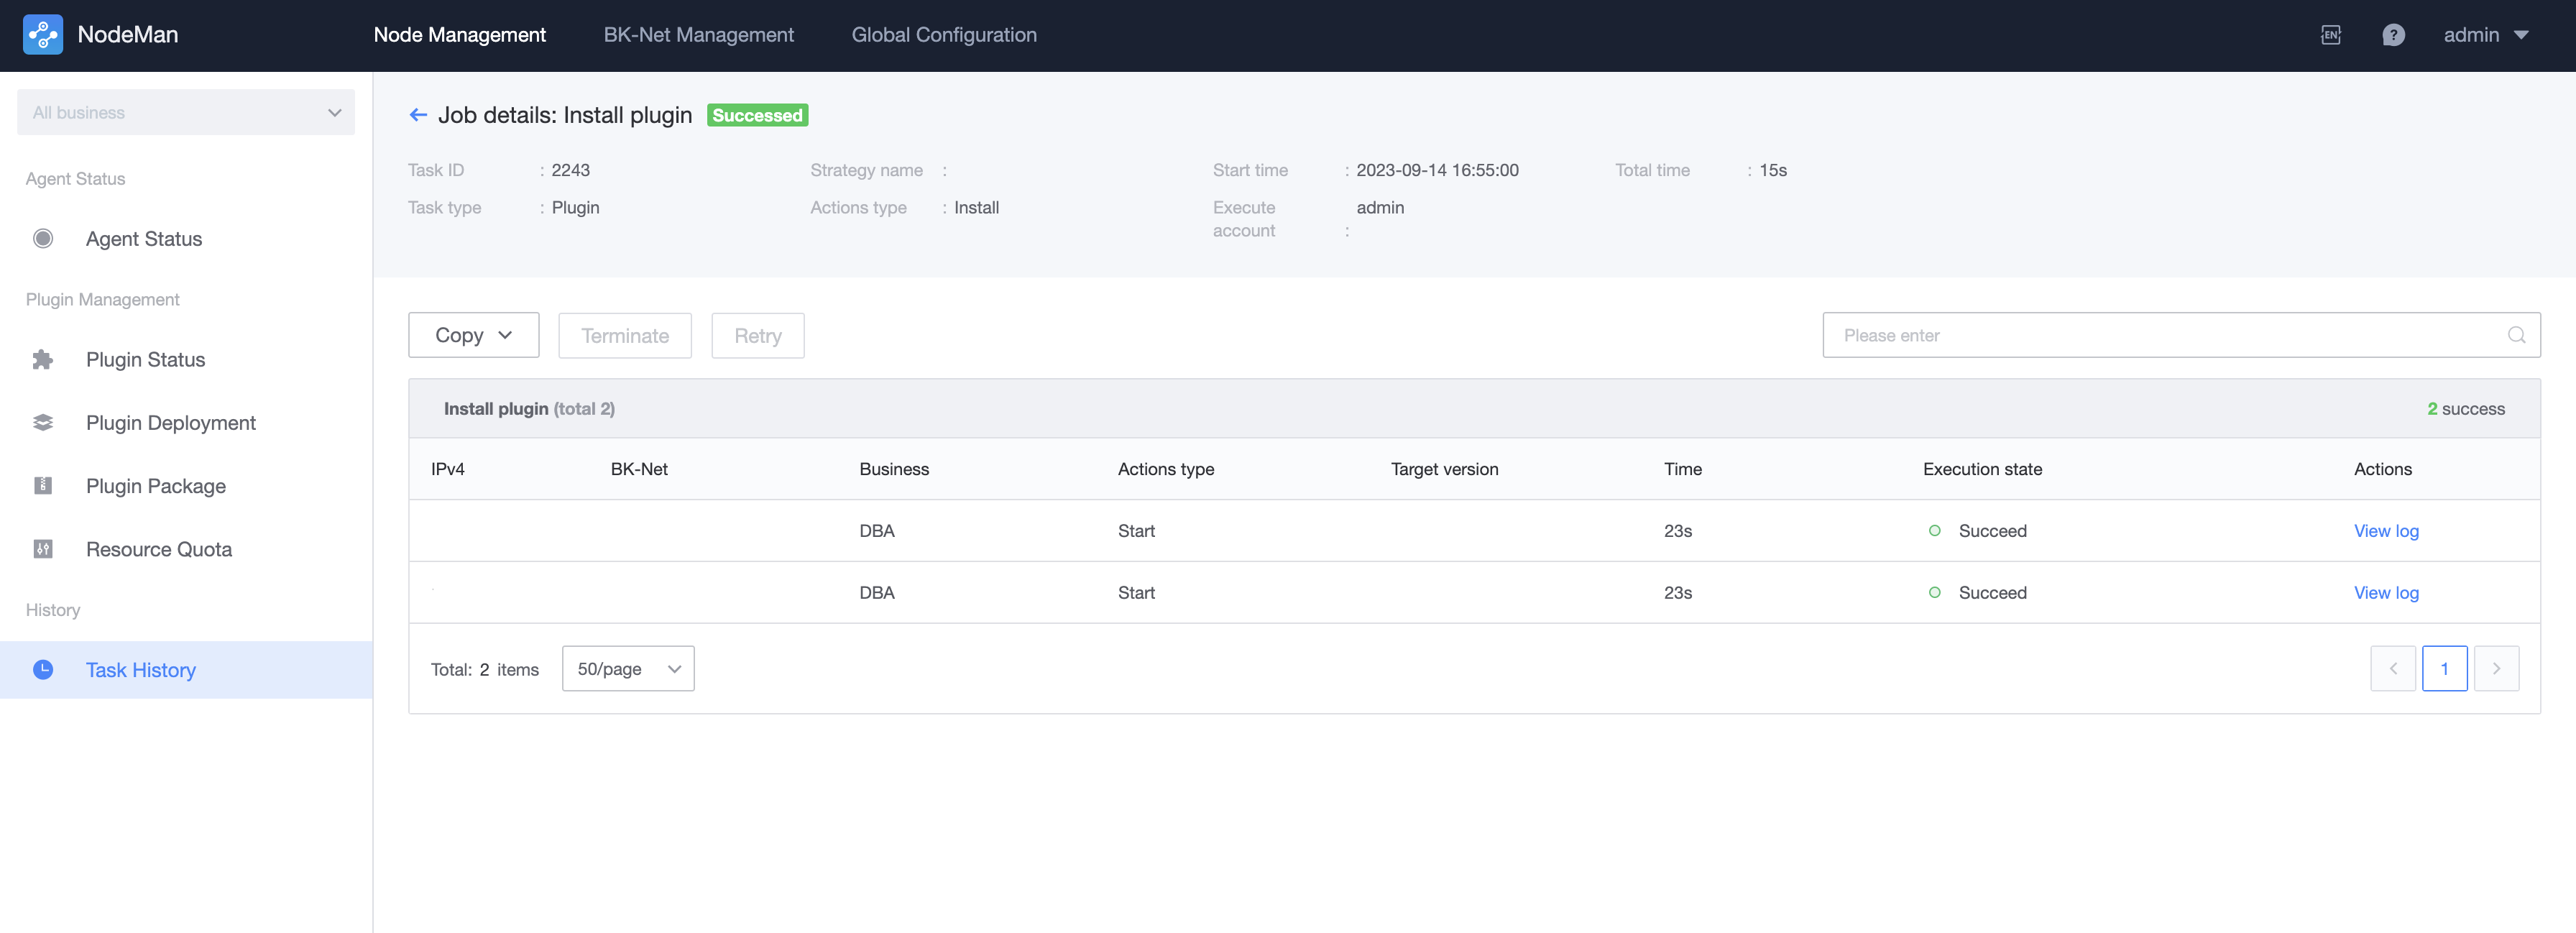 NodeMan
Node Management
BK-Net Management
Global Configuration
EN
?
admin
All business
Agent Status
Agent Status
Plugin Management
Plugin Status
Plugin Deployment
Plugin Package
Resource Quota
History
Task History
Job details: Install plugin Successed
Task ID : 2243
Strategy name :
Start time : 2023-09-14 16:55:00
Total time : 15s
Task type : Plugin
Actions type : Install
Execute account : admin
Copy
Terminate
Retry
Please enter
Install plugin (total 2)
2 success
IPv4 BK-Net Business Actions type Target version Time Execution state Actions
DBA Start 23s Succeed View log
DBA Start 23s Succeed View log
Total: 2 items
50/page
1